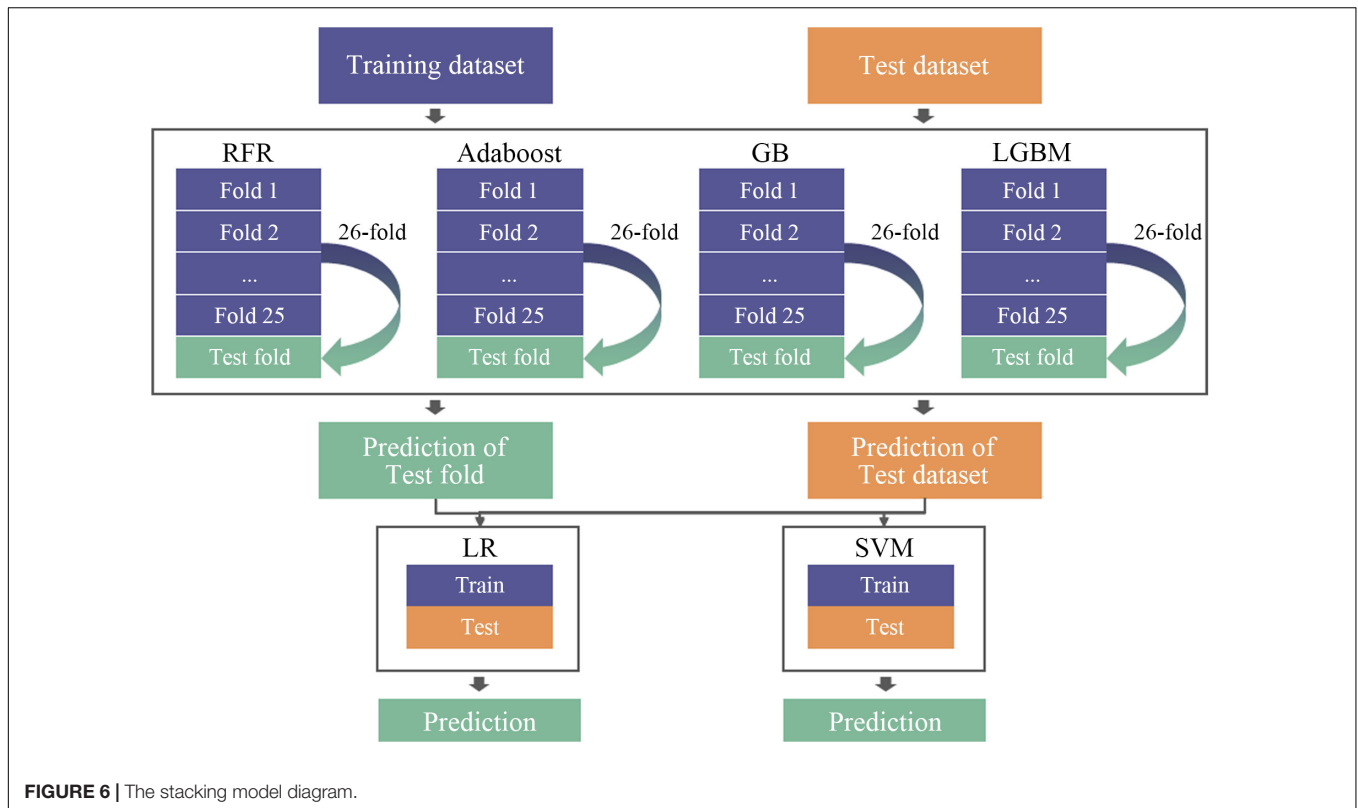 Training dataset
Test dataset
RFR
Adaboost
GB
LGBM
Fold 1
Fold 2
...
Fold 25
Test fold
26-fold
Fold 1
Fold 2
...
Fold 25
Test fold
26-fold
Fold 1
Fold 2
...
Fold 25
Test fold
26-fold
Fold 1
Fold 2
...
Fold 25
Test fold
26-fold
Prediction of
Test fold
Prediction of
Test dataset
LR
Train
Test
SVM
Train
Test
Prediction
Prediction
FIGURE 6 | The stacking model diagram.